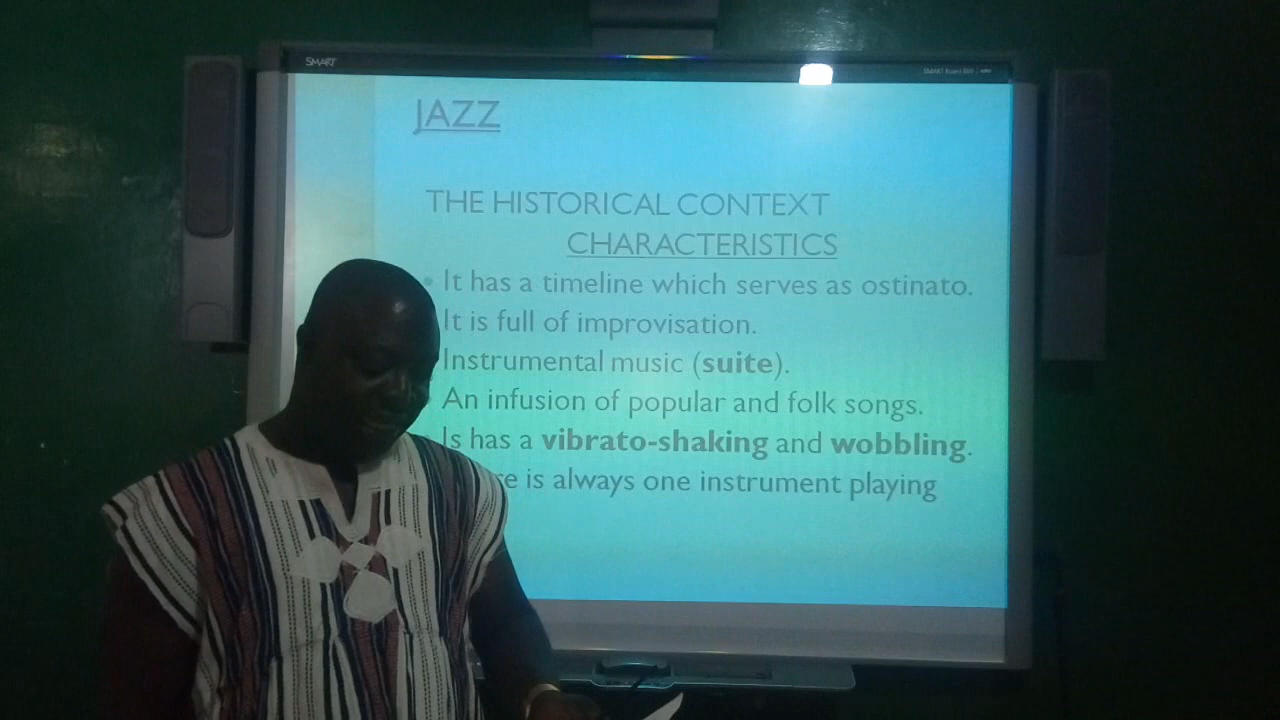 SMART
JAZZ
THE HISTORICAL CONTEXT
CHARACTERISTICS
• It has a timeline which serves as ostinato.
It is full of improvisation.
Instrumental music (suite).
An infusion of popular and folk songs.
Is has a vibrato-shaking and wobbling.
is always one instrument playing